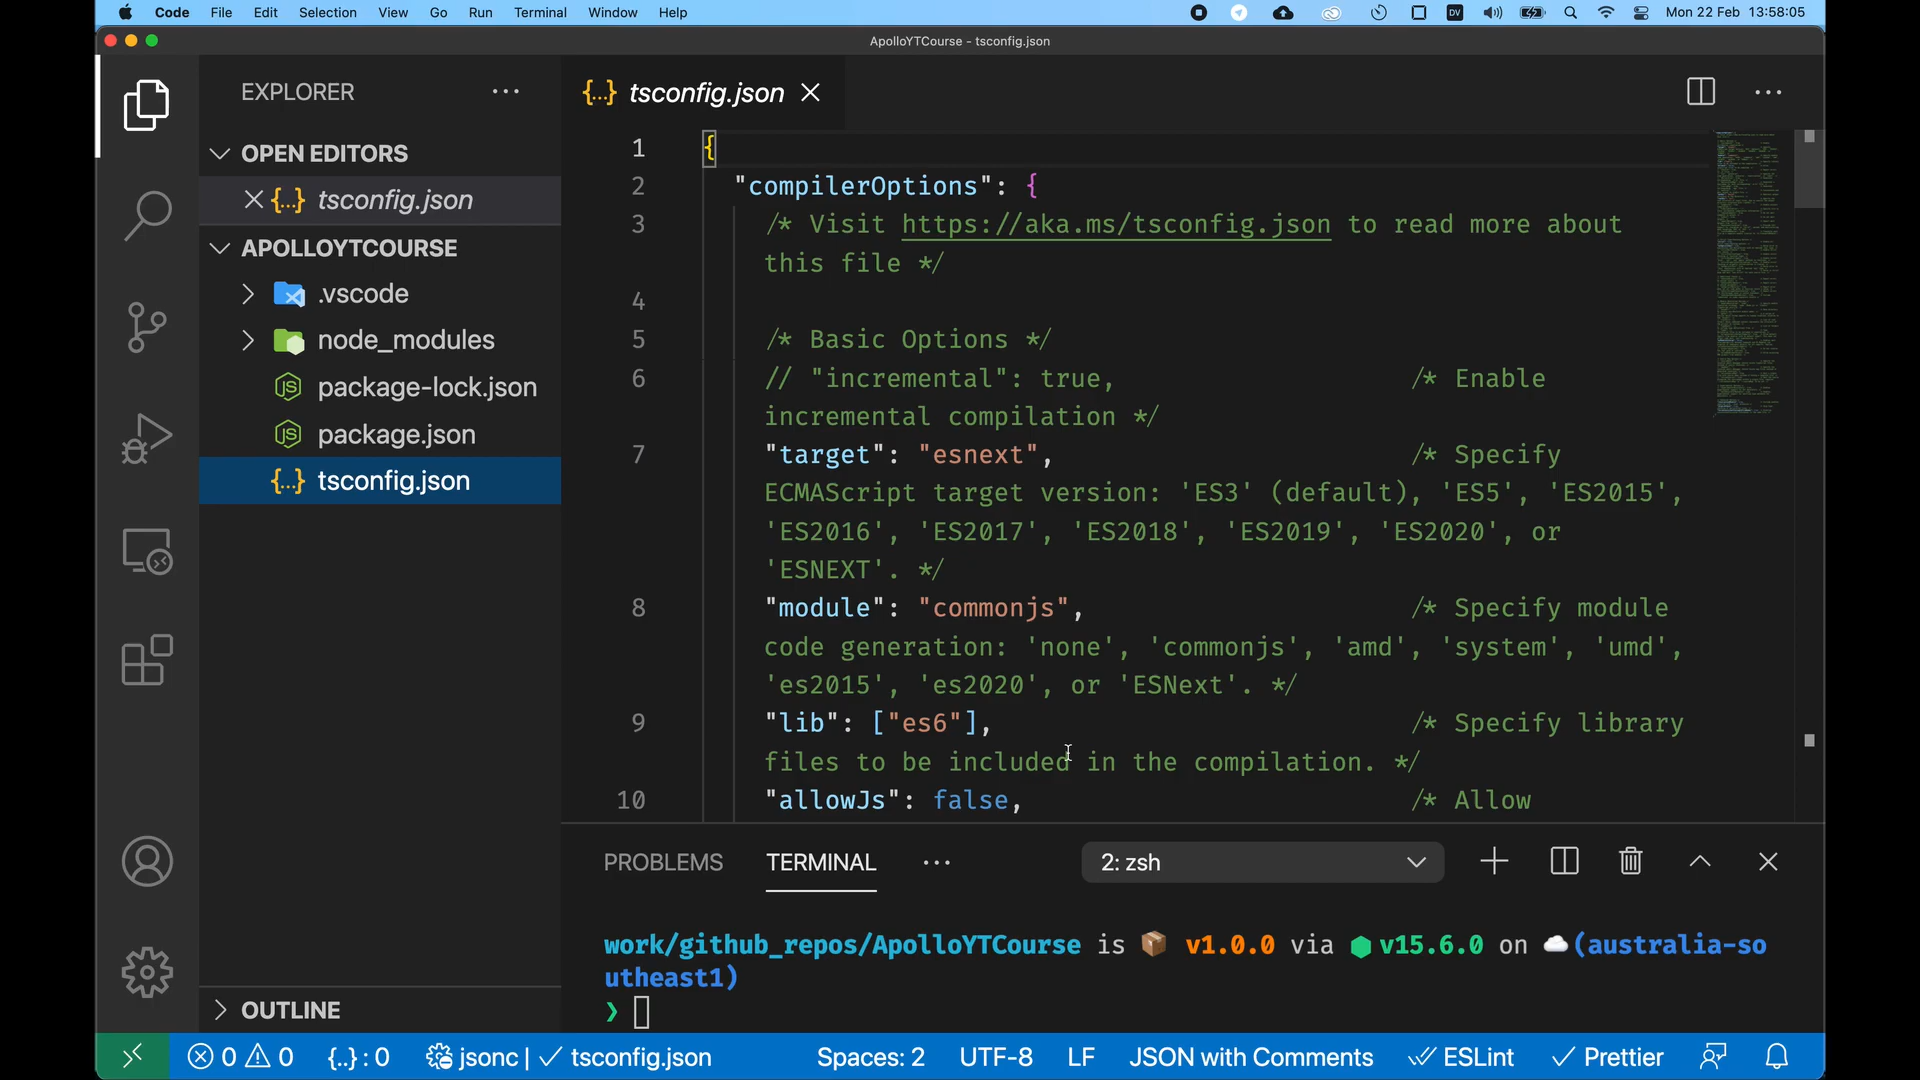 Code File Edit Selection View Go Run Terminal Window Help DV Mon 22 Feb 13:58:05
ApolloYTCourse - tsconfig.json
EXPLORER
OPEN EDITORS
tsconfig.json
APOLLOYTCOURSE
.vscode
node_modules
package-lock.json
package.json
tsconfig.json
OUTLINE
tsconfig.json
1 {
2 "compilerOptions": {
3 /* Visit https://aka.ms/tsconfig.json to read more about
this file */
4
5 /* Basic Options */
6 // "incremental": true, /* Enable
incremental compilation */
7 "target": "esnext", /* Specify
ECMAScript target version: 'ES3' (default), 'ES5', 'ES2015',
'ES2016', 'ES2017', 'ES2018', 'ES2019', 'ES2020', or
'ESNEXT'. */
8 "module": "commonjs", /* Specify module
code generation: 'none', 'commonjs', 'amd', 'system', 'umd',
'es2015', 'es2020', or 'ESNext'. */
9 "lib": ["es6"], /* Specify library
files to be included in the compilation. */
10 "allowJs": false, /* Allow
PROBLEMS TERMINAL 2: zsh
work/github_repos/ApolloYTCourse is 📦 v1.0.0 via ⬢ v15.6.0 on ☁️ (australia-so
utheast1)
❯
0 0 {..} : 0 jsonc | ✓ tsconfig.json Spaces: 2 UTF-8 LF JSON with Comments ESLint ✓ Prettier